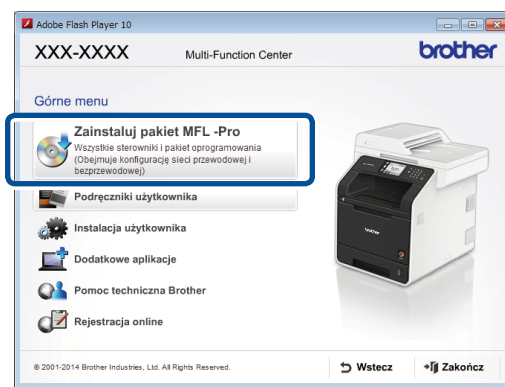 Adobe Flash Player 10
XXX-XXXX
Multi-Function Center
brother
Górne menu
Zainstaluj pakiet MFL -Pro
Wszystkie sterowniki i pakiet oprogramowania
(Obejmuje konfigurację sieci przewodowej i
bezprzewodowej)
Podręczniki użytkownika
Instalacja użytkownika
Dodatkowe aplikacje
Pomoc techniczna Brother
Rejestracja online
brother
© 2001-2014 Brother Industries, Ltd. All Rights Reserved.
Wstecz
Zakończ